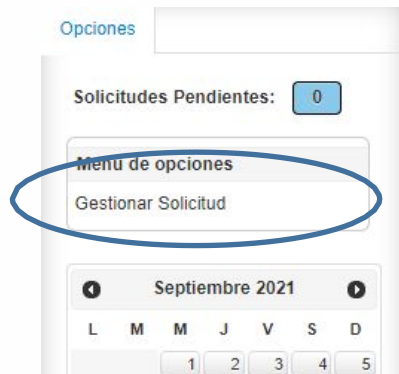 Opciones
Solicitudes Pendientes: 0
Menu de opciones
Gestionar Solicitud
Septiembre 2021
L M M J V S D
1 2 3 4 5